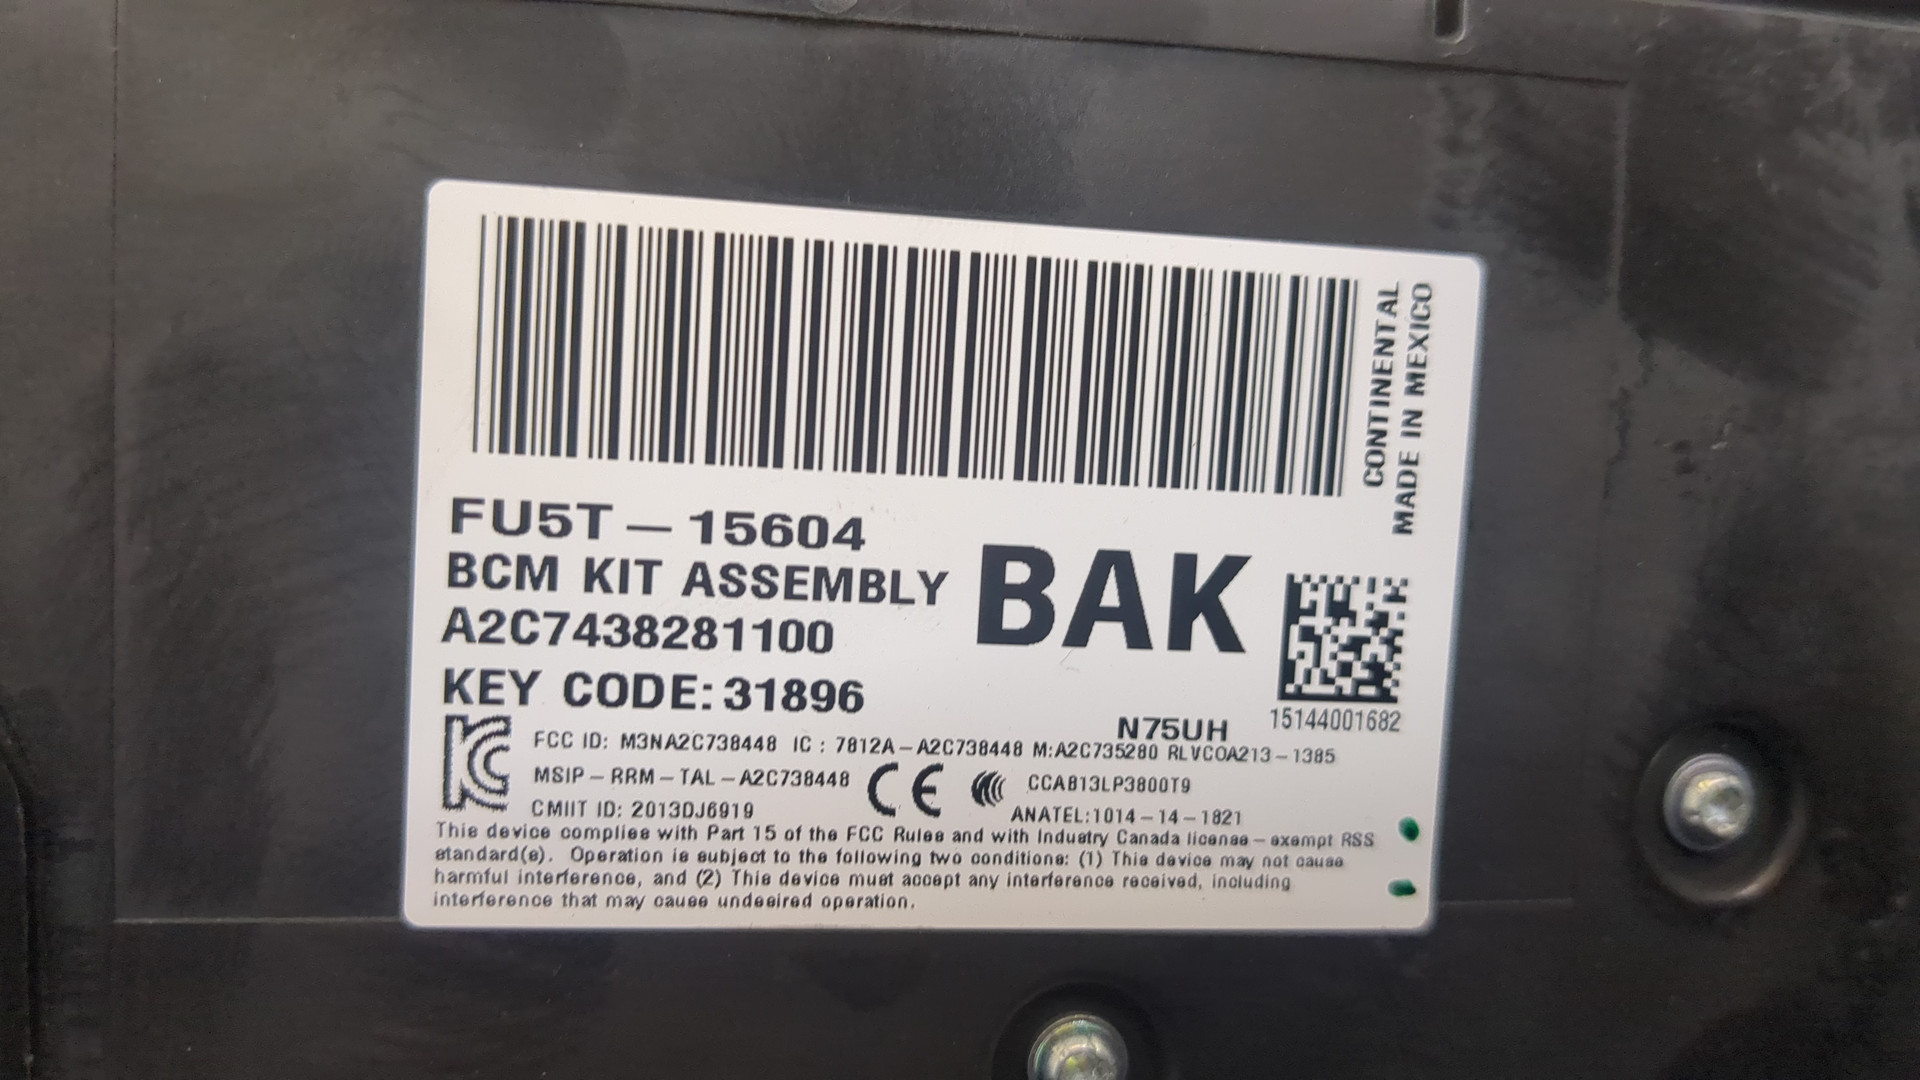 CONTINENTAL
MADE IN MEXICO
FU5T – 15604
BCM KIT ASSEMBLY
BAK
A2C7438281100
KEY CODE: 31896
N75UH
15144001682
FCC ID: M3NA2C738448 IC : 7812A – A2C738448 M:A2C735280 RLVCOA213 – 1385
MSIP – RRM – TAL – A2C738448
CE
CCAB13LP3800T9
CMIIT ID: 2013DJ6919
ANATEL:1014 – 14 – 1821
This device complies with Part 15 of the FCC Rules and with Industry Canada license – exempt RSS
standard(s). Operation is subject to the following two conditions: (1) This device may not cause
harmful interference, and (2) This device must accept any interference received, including
interference that may cause undesired operation.